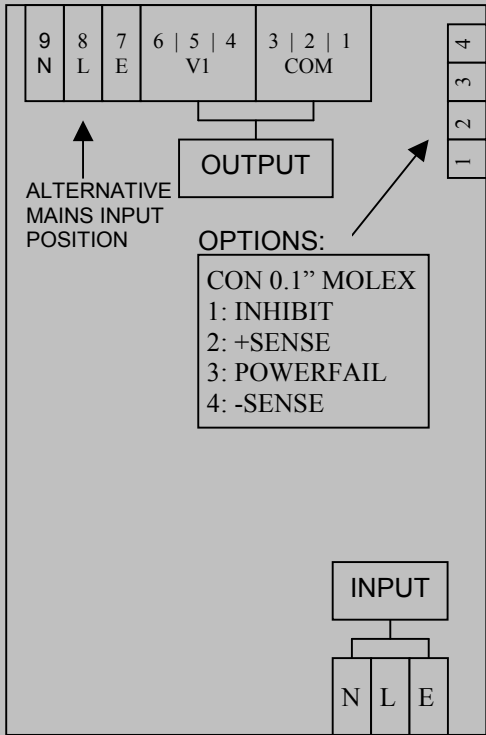 9 8 7 6 | 5 | 4 3 | 2 | 1
N L E V1 COM
4
3
2
1
OUTPUT
ALTERNATIVE
MAINS INPUT
POSITION
OPTIONS:
CON 0.1” MOLEX
1: INHIBIT
2: +SENSE
3: POWERFAIL
4: -SENSE
INPUT
N L E